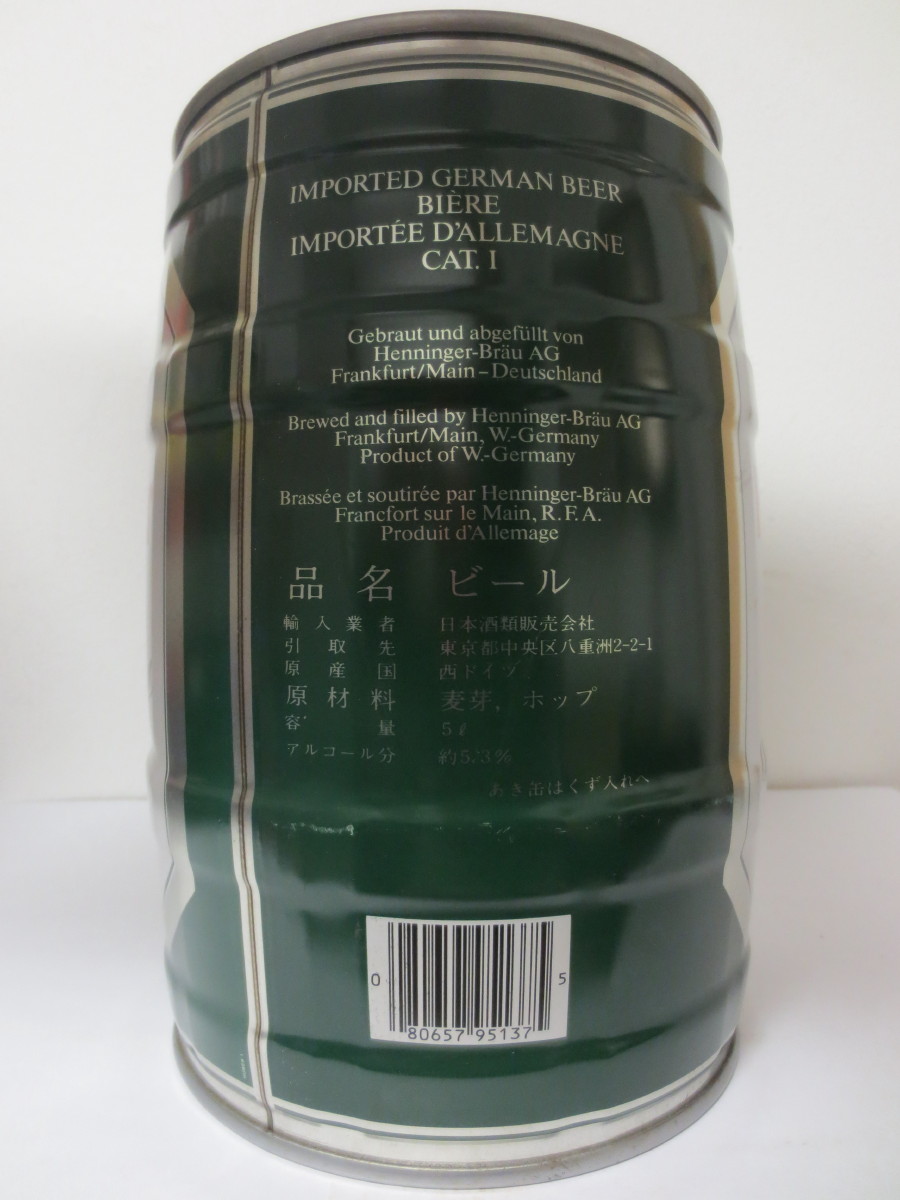 IMPORTED GERMAN BEER
BIÈRE
IMPORTÉE D'ALLEMAGNE
CAT. I
Gebraut und abgefüllt von
Henninger-Bräu AG
Frankfurt/Main – Deutschland
Brewed and filled by Henninger-Bräu AG
Frankfurt/Main, W.-Germany
Product of W.-Germany
Brassée et soutirée par Henninger-Bräu AG
Francfort sur le Main, R.F.A.
Produit d'Allemage
品名 ビール
輸入業者 日本酒類販売会社
引取先 東京都中央区八重洲2-2-1
原産国 西ドイツ
原材料 麦芽, ホップ
容量 5ℓ
アルコール分 約5.3%
あき缶はくず入れへ
0 80657 95137 5